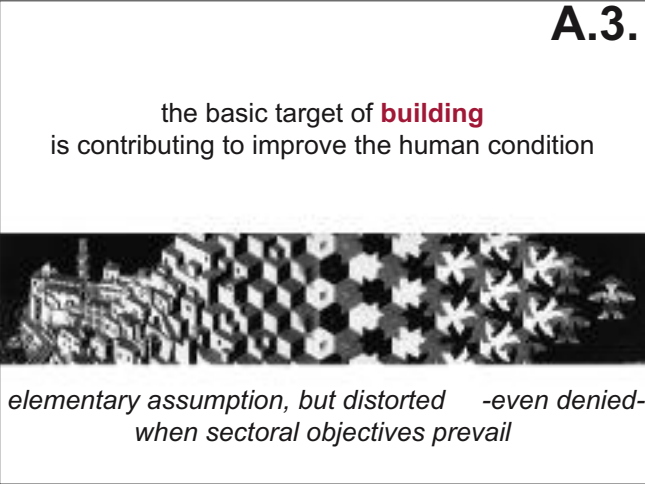 A.3.
the basic target of building
is contributing to improve the human condition
elementary assumption, but distorted -even denied-
when sectoral objectives prevail